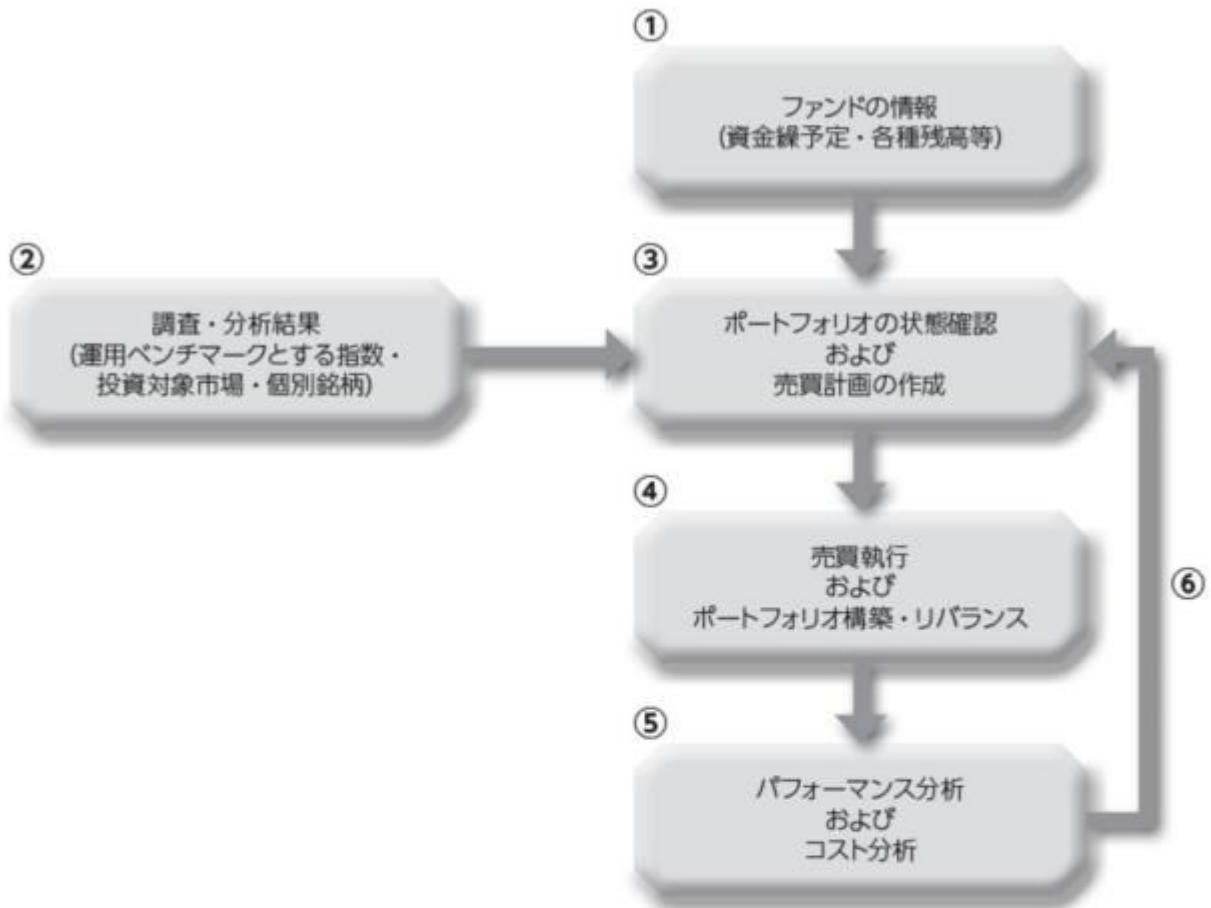 ①
ファンドの情報
(資金繰予定・各種残高等)
②
調査・分析結果
(運用ベンチマークとする指数・
投資対象市場・個別銘柄)
③
ポートフォリオの状態確認
および
売買計画の作成
④
売買執行
および
ポートフォリオ構築・リバランス
⑤
パフォーマンス分析
および
コスト分析
⑥